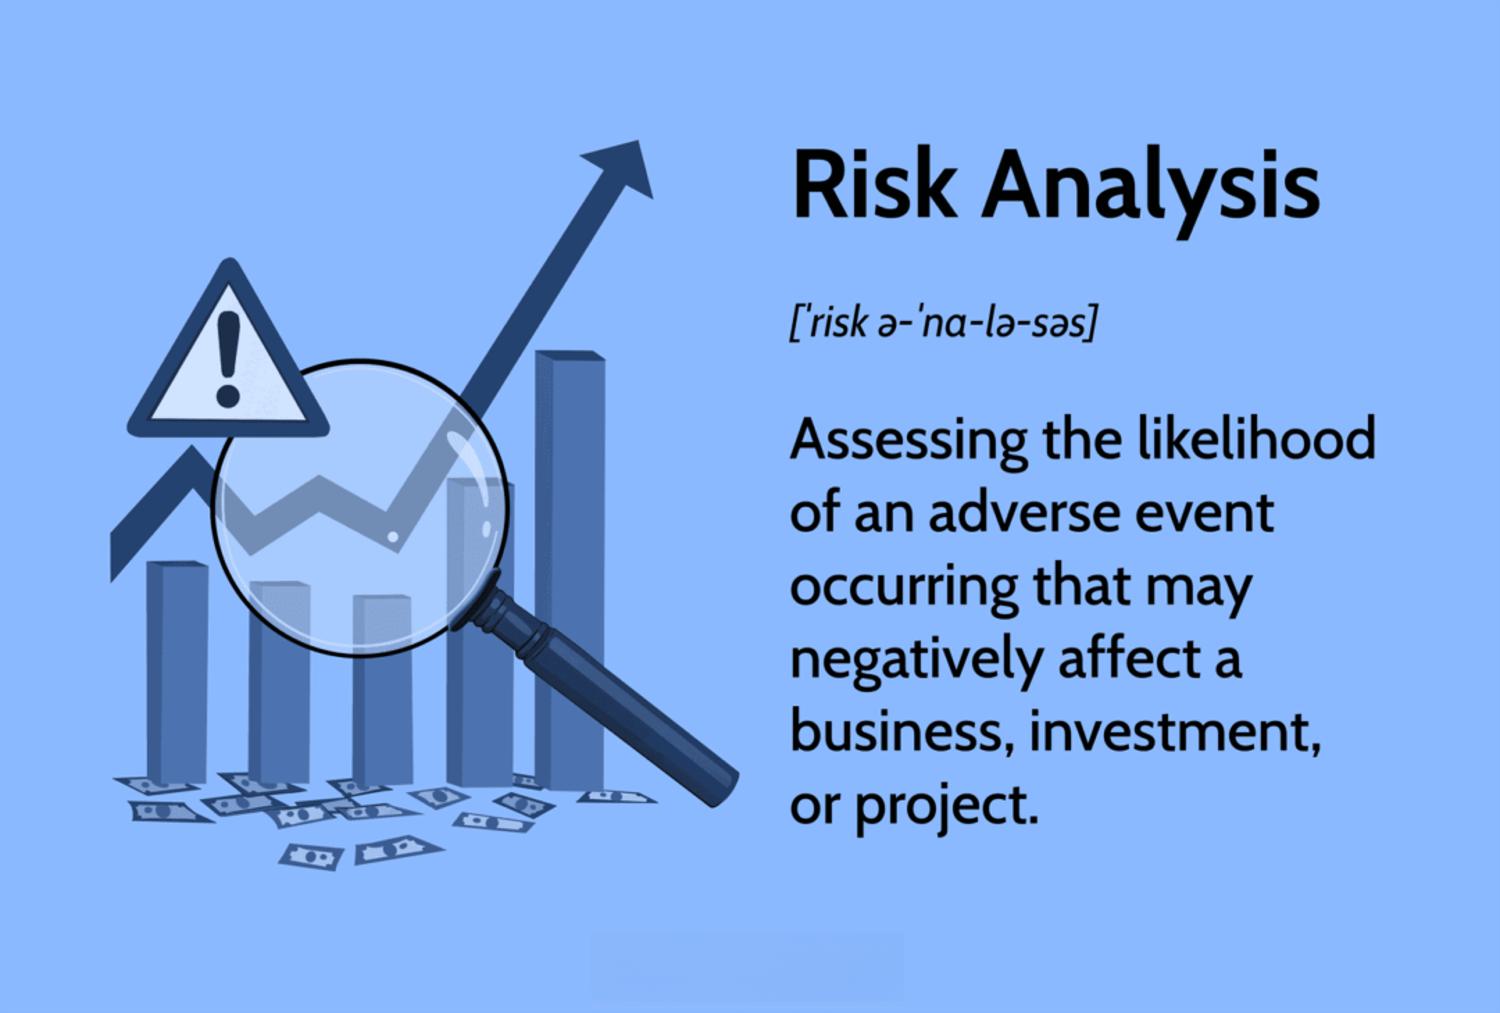 Risk Analysis
[ˈrisk ə-ˈnɑ-lə-səs]
Assessing the likelihood
of an adverse event
occurring that may
negatively affect a
business, investment,
or project.